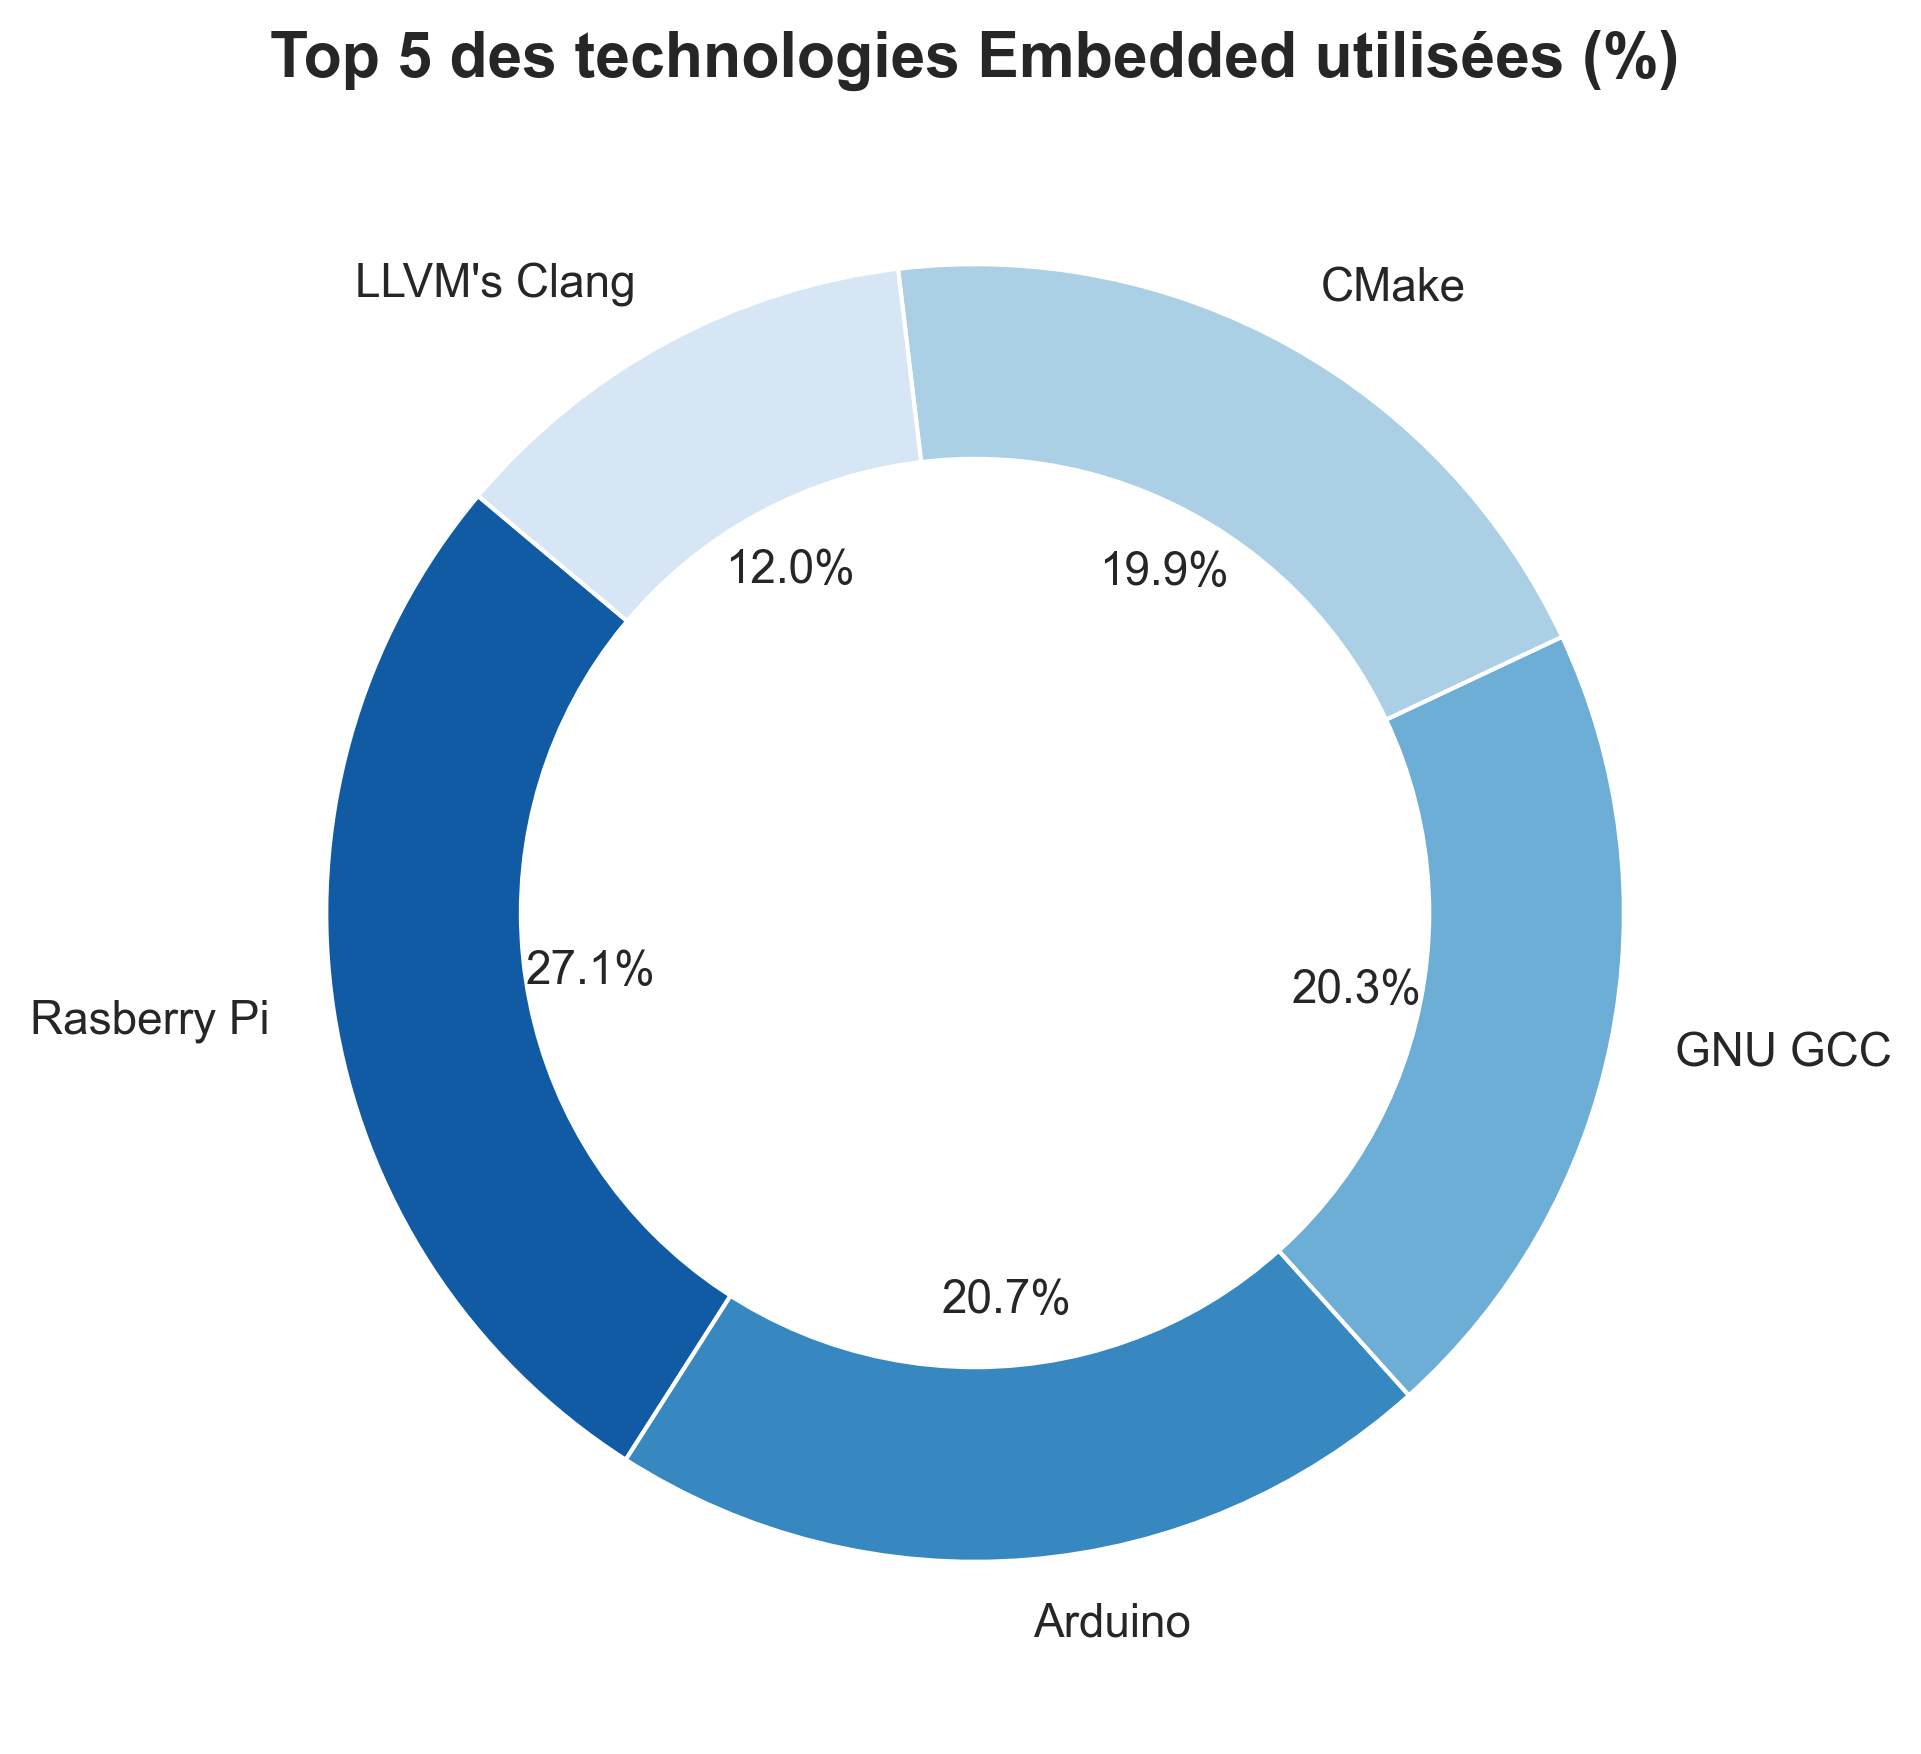 Top 5 des technologies Embedded utilisées (%)
LLVM's Clang
CMake
12.0%
19.9%
27.1%
20.3%
Rasberry Pi
GNU GCC
20.7%
Arduino